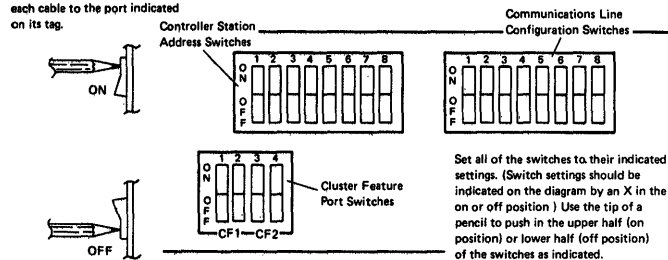 each cable to the port indicated
on its tag.
Controller Station
Address Switches
Communications Line
Configuration Switches
ON
1 2 3 4 5 6 7 8
ON
OFF
1 2 3 4 5 6 7 8
ON
OFF
OFF
1 2 3 4
ON
OFF
CF1 CF2
Cluster Feature
Port Switches
Set all of the switches to their indicated
settings. (Switch settings should be
indicated on the diagram by an X in the
on or off position ) Use the tip of a
pencil to push in the upper half (on
position) or lower half (off position)
of the switches as indicated.